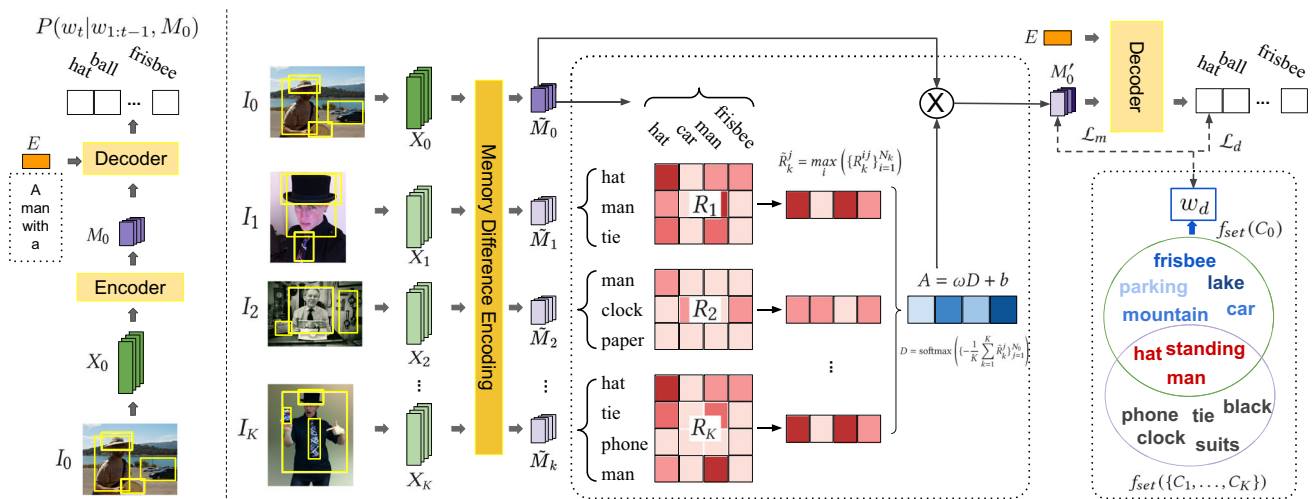 P(w_t|w_{1:t−1}, M_0)
hat ball frisbee
...
E
Decoder
A
man
with
a
M_0
Encoder
X_0
I_0
I_0
X_0
M̃_0
I_1
X_1
M̃_1
I_2
X_2
M̃_2
⋮ ⋮
I_K
X_K
M̃_k
Memory Difference Encoding
hat car man frisbee
hat
man
tie
R_1
man
clock
paper
R_2
hat
tie
phone
man
R_K
R̃_k^j = max_i ({R_k^{ij}}_{i=1}^{N_k})
⋮
X
A = ωD + b
D = softmax({−1/K ∑_{k=1}^{K} R̃_k^j}_{j=1}^{N_0})
E
M′_0
Decoder
hat ball frisbee
...
ℒ_m
ℒ_d
w_d
f_set(C_0)
frisbee
parking lake
mountain car
hat standing
man
phone tie black
clock suits
f_set({C_1, . . . , C_K})